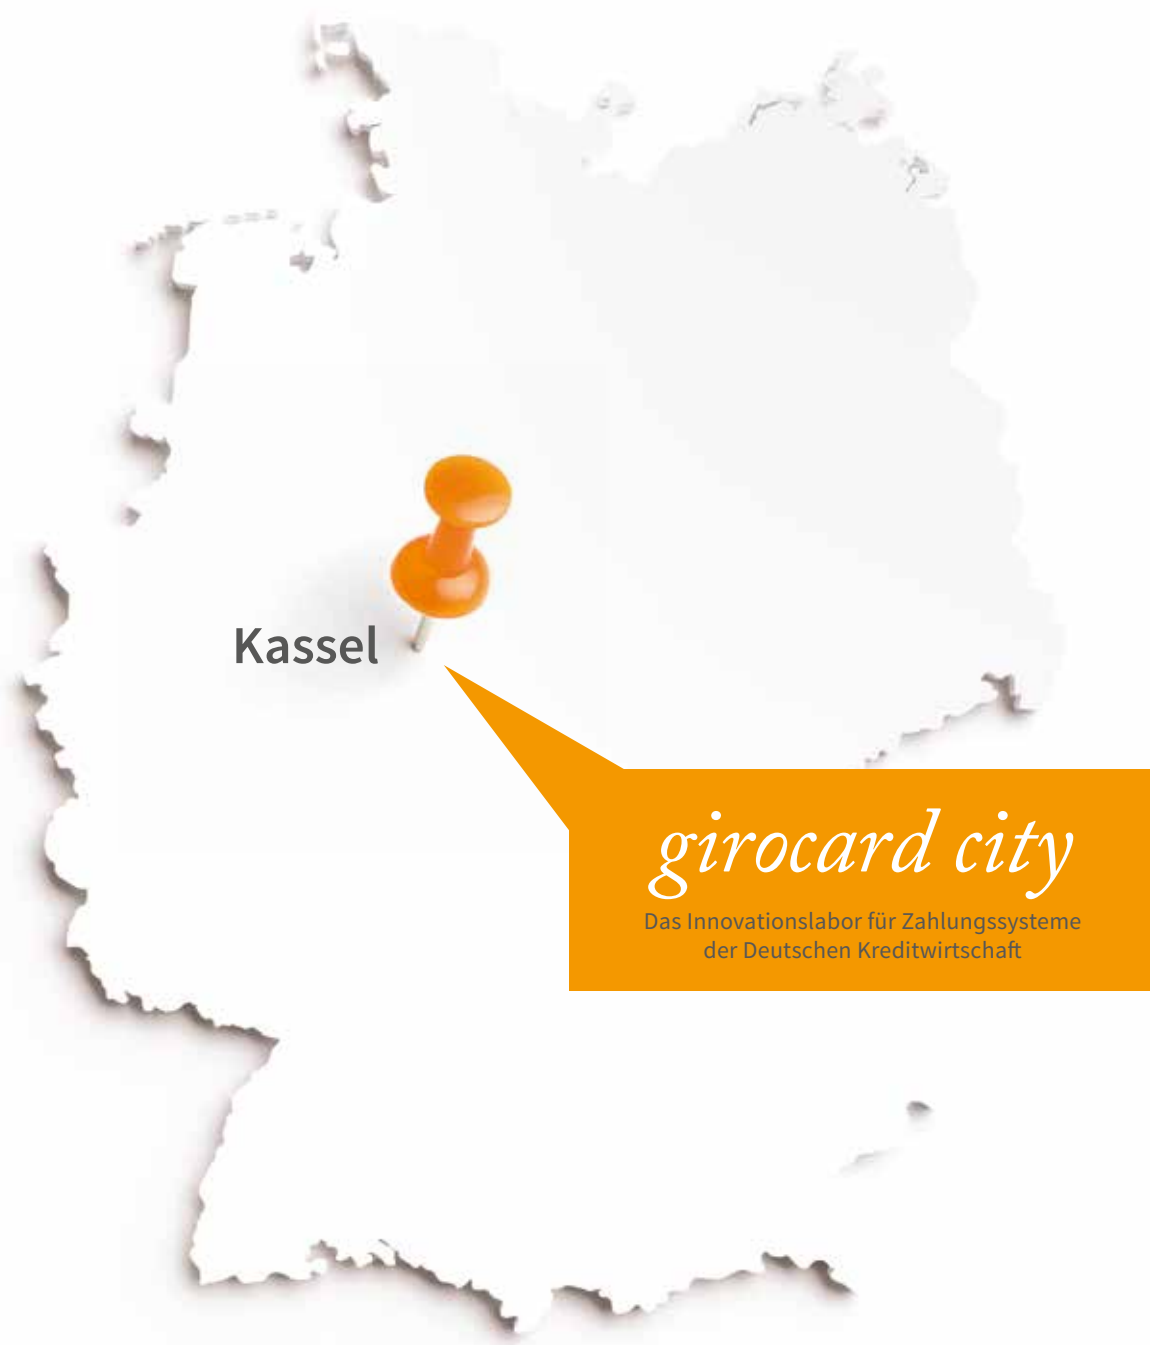 Kassel
girocard city
Das Innovationslabor für Zahlungssysteme
der Deutschen Kreditwirtschaft